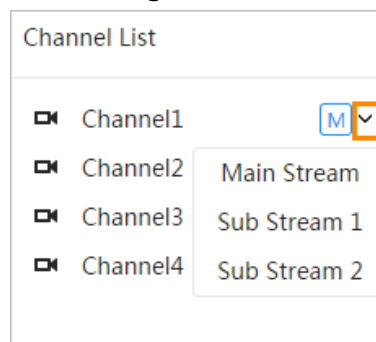 Channel List
Channel1 M
Channel2 Main Stream
Channel3 Sub Stream 1
Channel4 Sub Stream 2